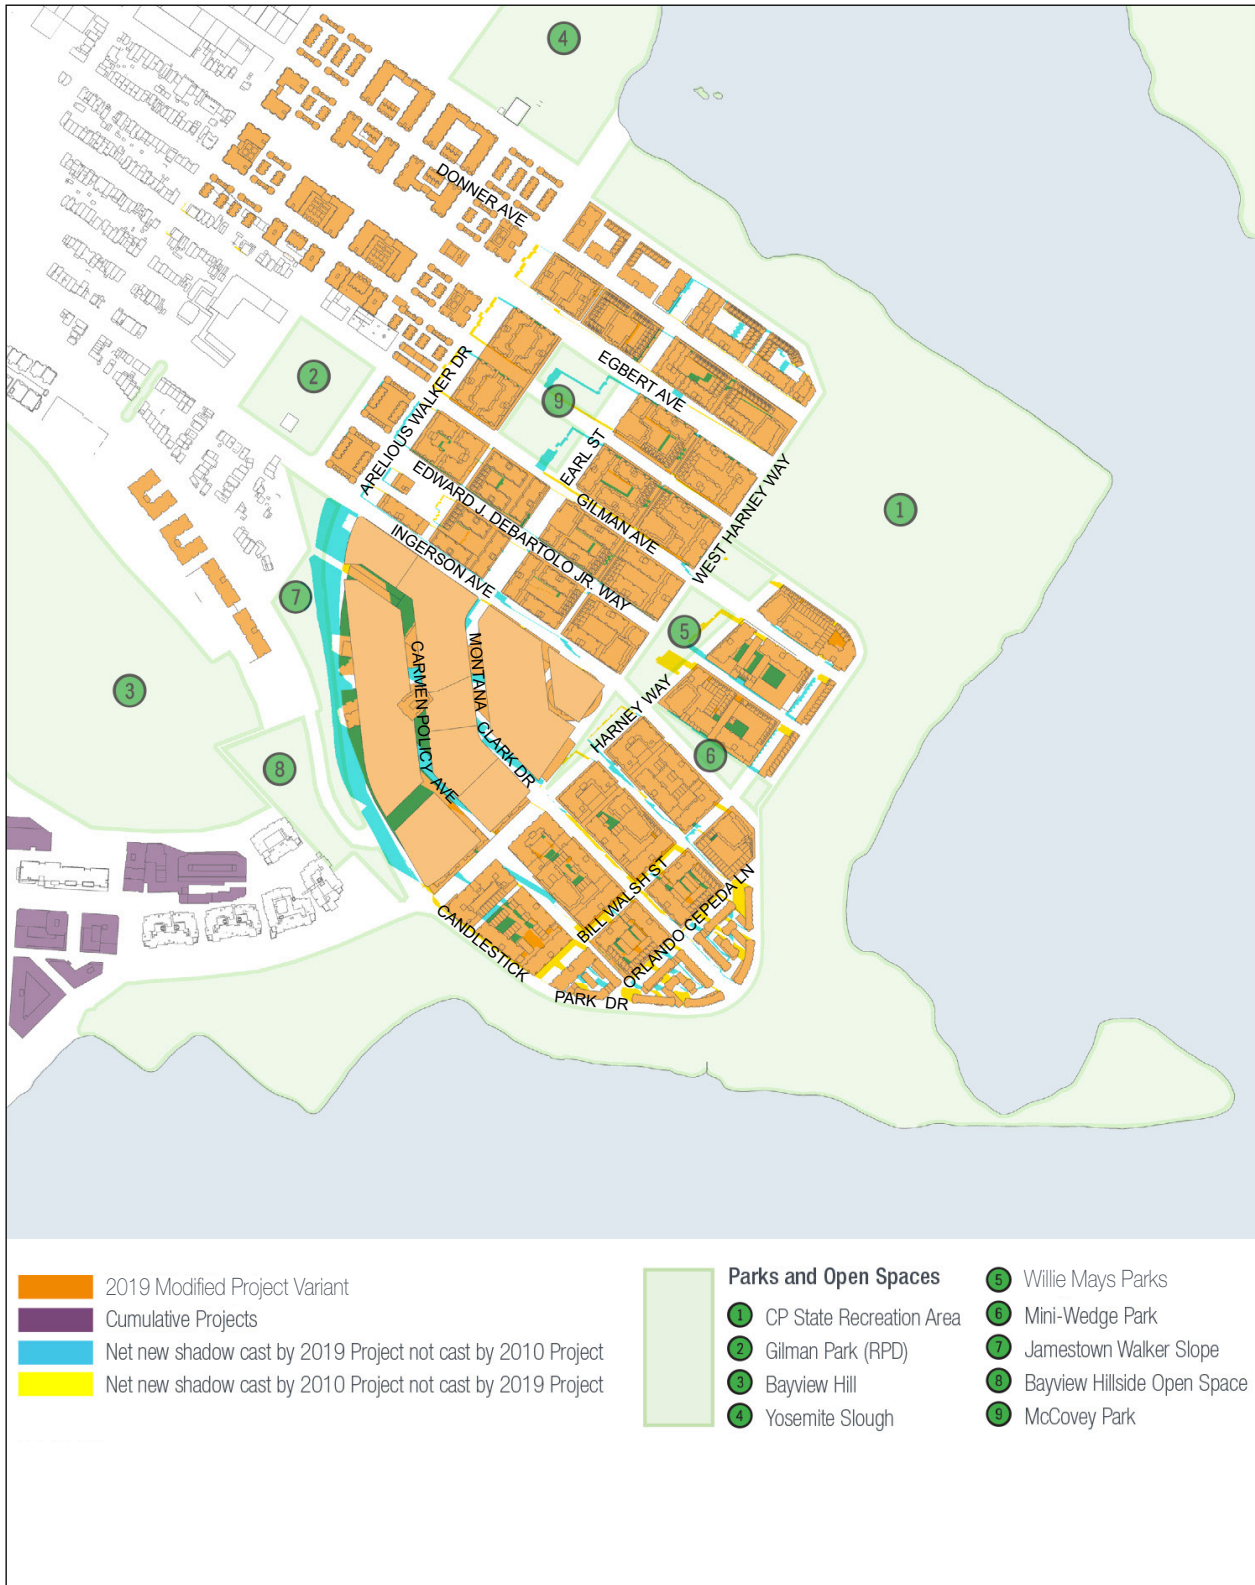 4
DONNER AVE
2
ARELIOUS WALKER DR
EGBERT AVE
9
EARL ST
EDWARD J. DEBARTOLO JR. WAY
GILMAN AVE
WEST HARNEY WAY
1
INGERSON AVE
7
5
3
MONTANA CLARK DR
CARMEN POLICY AVE
HARNEY WAY
6
8
BILL WALSH ST
ORLANDO CEPEDA LN
CANDLESTICK PARK DR
2019 Modified Project Variant
Cumulative Projects
Net new shadow cast by 2019 Project not cast by 2010 Project
Net new shadow cast by 2010 Project not cast by 2019 Project
Parks and Open Spaces
1 CP State Recreation Area
2 Gilman Park (RPD)
3 Bayview Hill
4 Yosemite Slough
5 Willie Mays Parks
6 Mini-Wedge Park
7 Jamestown Walker Slope
8 Bayview Hillside Open Space
9 McCovey Park